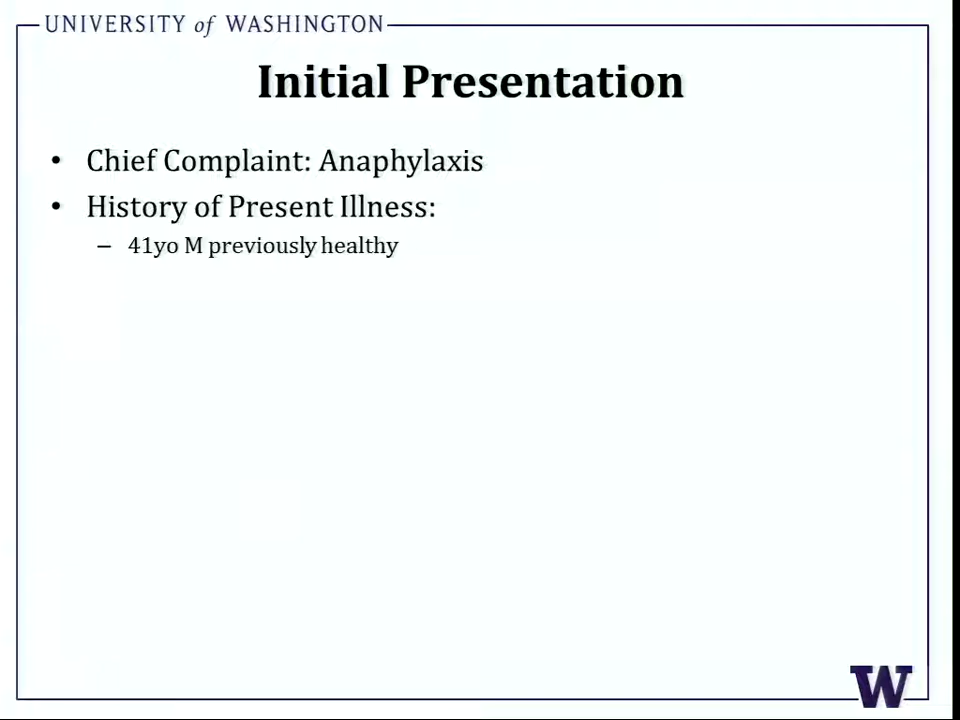 UNIVERSITY of WASHINGTON
Initial Presentation
• Chief Complaint: Anaphylaxis
• History of Present Illness:
– 41yo M previously healthy
W